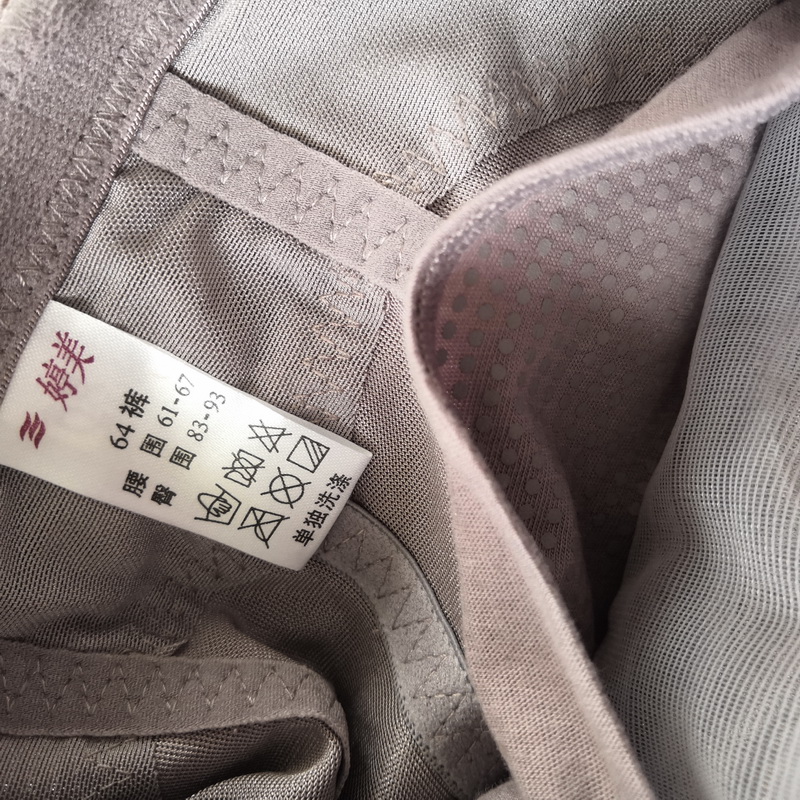 婷美
64 裤
腰围 61-67
臀围 83-93
单独洗涤